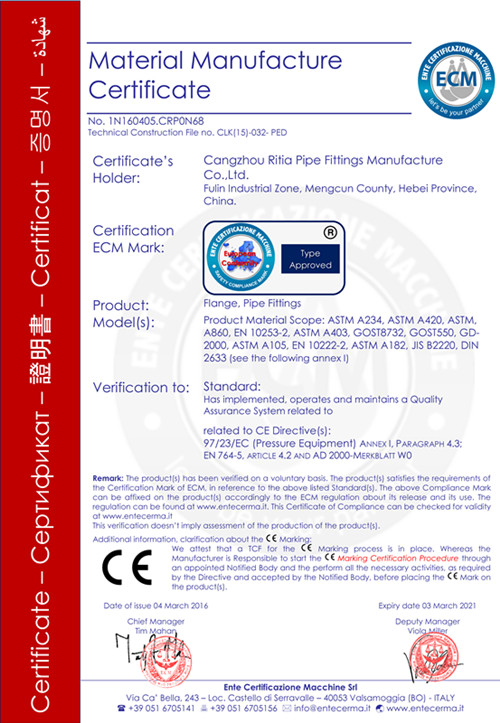 Certificate – Сертификат – 證明書 – Certificat – 증명서 – شهادة
Material Manufacture
Certificate
ENTE CERTIFICAZIONE MACCHINE
ECM
let's be your partner
No. 1N160405.CRP0N68
Technical Construction File no. CLK(15)-032- PED
Certificate's
Holder:
Cangzhou Ritia Pipe Fittings Manufacture
Co.,Ltd.
Fulin Industrial Zone, Mengcun County, Hebei Province,
China.
Certification
ECM Mark:
ENTE CERTIFICAZIONE MACCHINE
European
Community
SAFETY COMPLIANCE MARK
®
Type
Approved
Product:
Flange, Pipe Fittings
Model(s):
Product Material Scope: ASTM A234, ASTM A420, ASTM,
A860, EN 10253-2, ASTM A403, GOST8732, GOST550, GD-
2000, ASTM A105, EN 10222-2, ASTM A182, JIS B2220, DIN
2633 (see the following annex I)
Verification to:
Standard:
Has implemented, operates and maintains a Quality
Assurance System related to
related to CE Directive(s):
97/23/EC (Pressure Equipment) ANNEX I, PARAGRAPH 4.3;
EN 764-5, ARTICLE 4.2 AND AD 2000-MERKBLATT W0
Remark: The product(s) has been verified on a voluntary basis. The product(s) satisfies the requirements of
the Certification Mark of ECM, in reference to the above listed Standard(s). The above Compliance Mark
can be affixed on the product(s) accordingly to the ECM regulation about its release and its use. The
regulation can be found at www.entecerma.it. This Certificate of Compliance can be checked for validity
at www.entecerma.it
This verification doesn't imply assessment of the production of the product(s).
Additional information, clarification about the CE Marking:
CE
We attest that a TCF for the CE Marking process is in place. Whereas the
Manufacturer is Responsible to start the CE Marking Certification Procedure through
an appointed Notified Body and the perform all the necessary activities, as required
by the Directive and accepted by the Notified Body, before placing the CE Mark on
the product(s).
Date of issue 04 March 2016
Expiry date 03 March 2021
Chief Manager
Tim Mahan
Deputy Manager
Viola Miller
Ente Certificazione Macchine Srl
Via Ca' Bella, 243 – Loc. Castello di Serravalle – 40053 Valsamoggia (BO) - ITALY
☎ +39 051 6705141 +39 051 6705156 ✉ info@entecerma.it www.entecerma.it